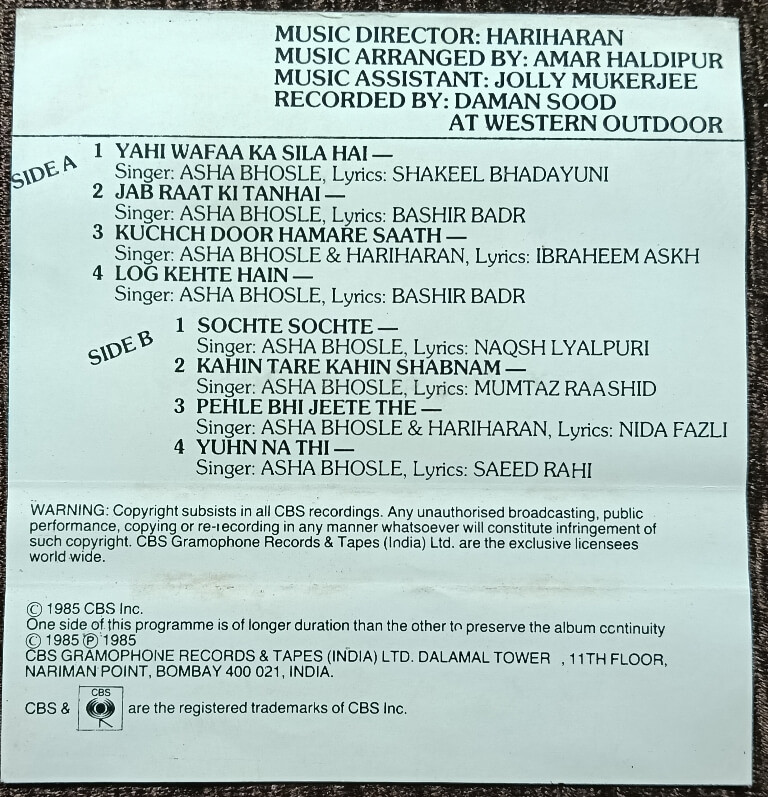 MUSIC DIRECTOR: HARIHARAN
MUSIC ARRANGED BY: AMAR HALDIPUR
MUSIC ASSISTANT: JOLLY MUKERJEE
RECORDED BY: DAMAN SOOD
AT WESTERN OUTDOOR
SIDE A
1 YAHI WAFAA KA SILA HAI —
Singer: ASHA BHOSLE, Lyrics: SHAKEEL BHADAYUNI
2 JAB RAAT KI TANHAI —
Singer: ASHA BHOSLE, Lyrics: BASHIR BADR
3 KUCHCH DOOR HAMARE SAATH —
Singer: ASHA BHOSLE & HARIHARAN, Lyrics: IBRAHEEM ASKH
4 LOG KEHTE HAIN —
Singer: ASHA BHOSLE, Lyrics: BASHIR BADR
SIDE B
1 SOCHTE SOCHTE —
Singer: ASHA BHOSLE, Lyrics: NAQSH LYALPURI
2 KAHIN TARE KAHIN SHABNAM —
Singer: ASHA BHOSLE, Lyrics: MUMTAZ RAASHID
3 PEHLE BHI JEETE THE —
Singer: ASHA BHOSLE & HARIHARAN, Lyrics: NIDA FAZLI
4 YUHN NA THI —
Singer: ASHA BHOSLE, Lyrics: SAEED RAHI
WARNING: Copyright subsists in all CBS recordings. Any unauthorised broadcasting, public
performance, copying or re-recording in any manner whatsoever will constitute infringement of
such copyright. CBS Gramophone Records & Tapes (India) Ltd. are the exclusive licensees
world wide.
© 1985 CBS Inc.
One side of this programme is of longer duration than the other to preserve the album continuity
© 1985 ℗ 1985
CBS GRAMOPHONE RECORDS & TAPES (INDIA) LTD. DALAMAL TOWER , 11TH FLOOR,
NARIMAN POINT, BOMBAY 400 021, INDIA.
CBS & CBS are the registered trademarks of CBS Inc.